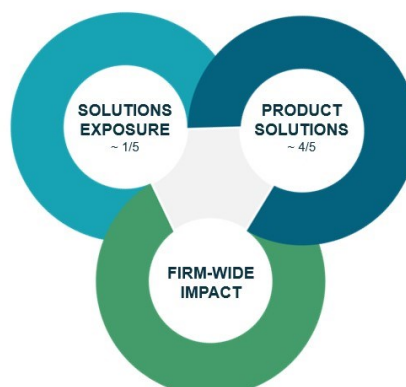 SOLUTIONS
EXPOSURE
~ 1/5
PRODUCT
SOLUTIONS
~ 4/5
FIRM-WIDE
IMPACT